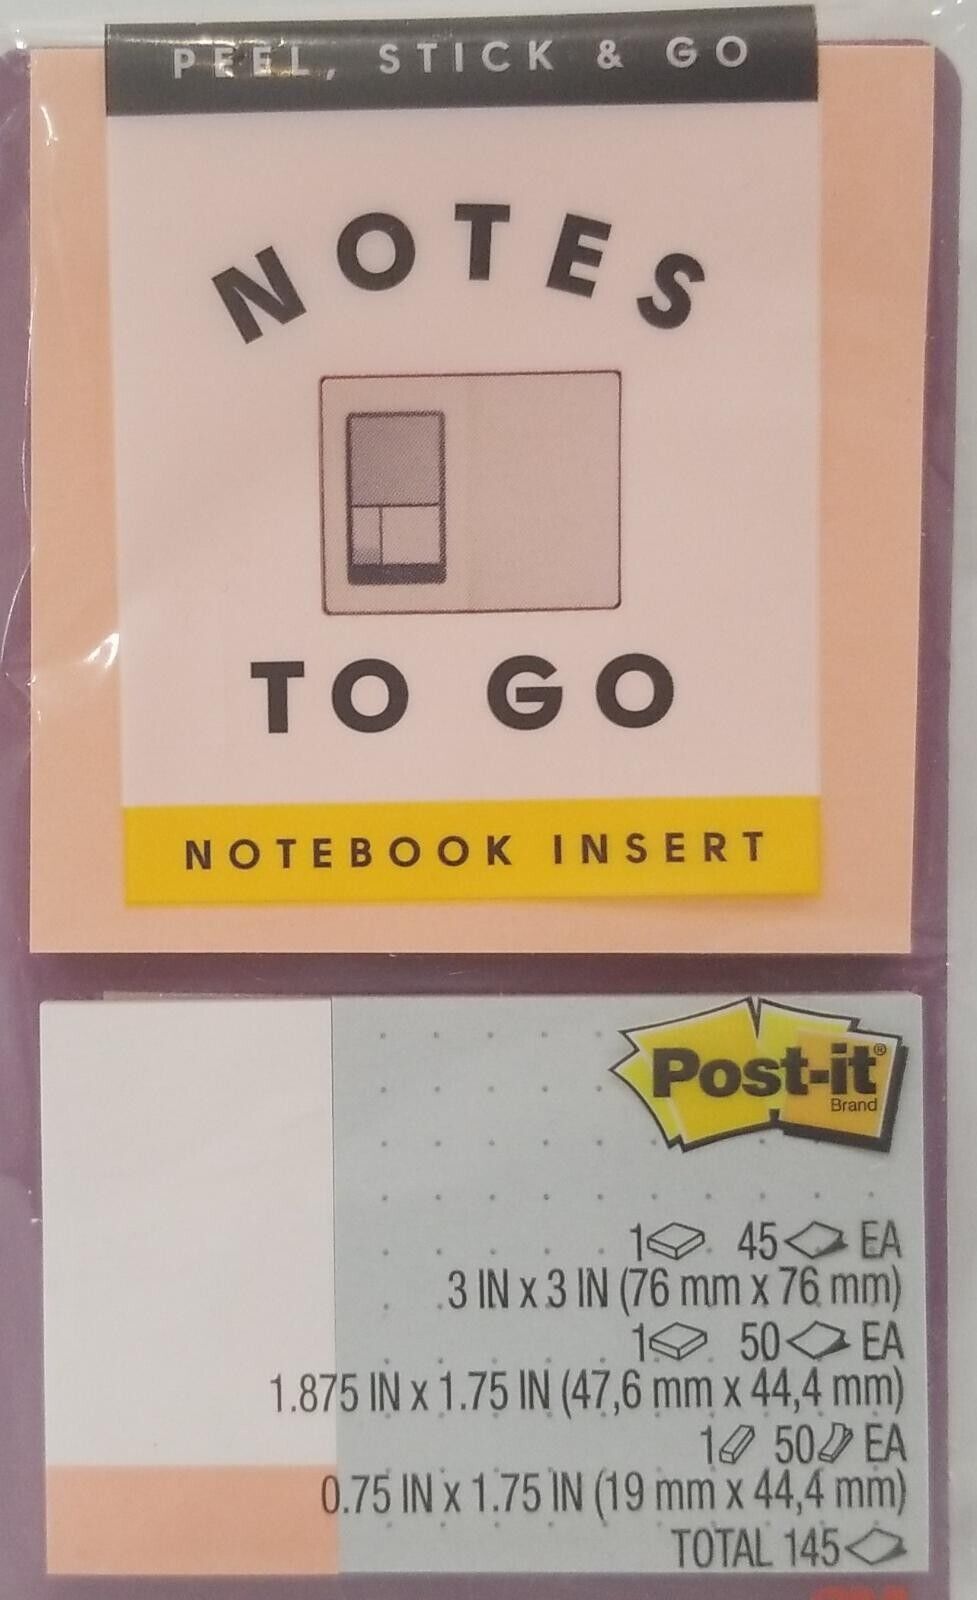 PEEL, STICK & GO
NOTES
TO GO
NOTEBOOK INSERT
Post-it®
Brand
1 45 EA
3 IN x 3 IN (76 mm x 76 mm)
1 50 EA
1.875 IN x 1.75 IN (47,6 mm x 44,4 mm)
1 50 EA
0.75 IN x 1.75 IN (19 mm x 44,4 mm)
TOTAL 145